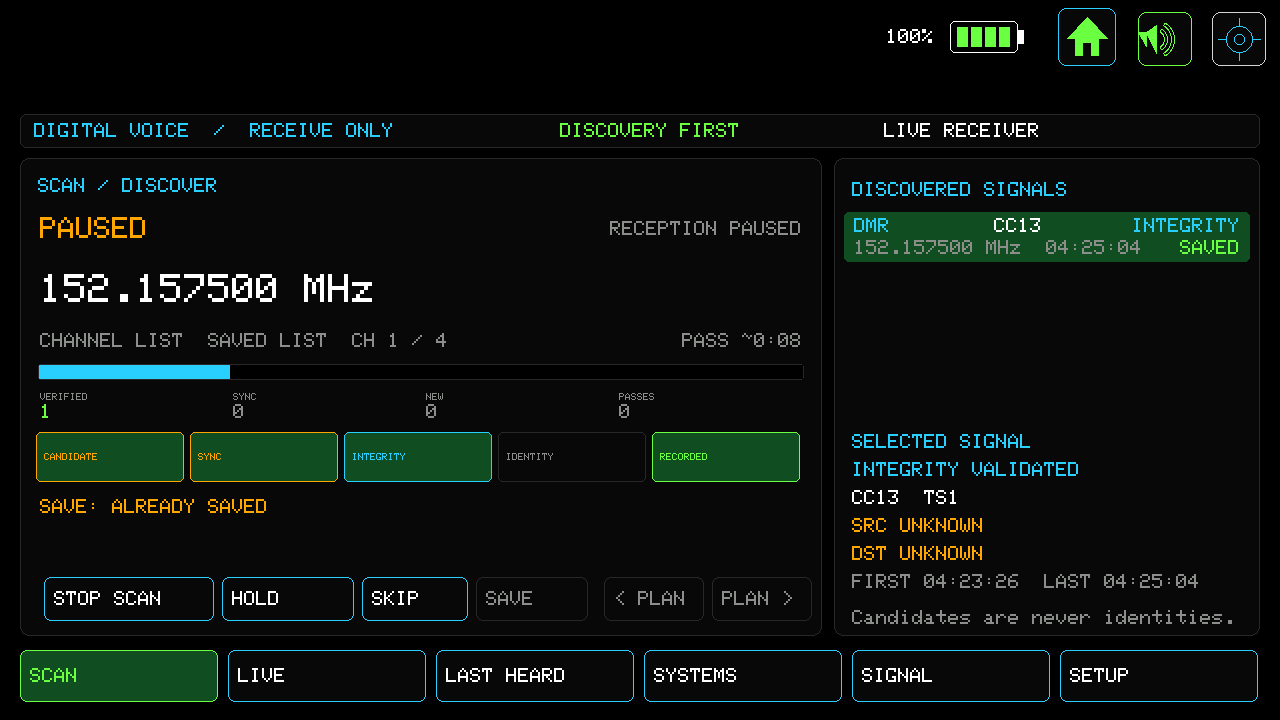 100%
DIGITAL VOICE / RECEIVE ONLY DISCOVERY FIRST LIVE RECEIVER
SCAN / DISCOVER
PAUSED RECEPTION PAUSED
152.157500 MHz
CHANNEL LIST SAVED LIST CH 1 / 4 PASS ~0:08
VERIFIED SYNC NEW PASSES
1 0 0 0
CANDIDATE SYNC INTEGRITY IDENTITY RECORDED
SAVE: ALREADY SAVED
STOP SCAN HOLD SKIP SAVE < PLAN PLAN >
DISCOVERED SIGNALS
DMR CC13 INTEGRITY
152.157500 MHz 04:25:04 SAVED
SELECTED SIGNAL
INTEGRITY VALIDATED
CC13 TS1
SRC UNKNOWN
DST UNKNOWN
FIRST 04:23:26 LAST 04:25:04
Candidates are never identities.
SCAN LIVE LAST HEARD SYSTEMS SIGNAL SETUP